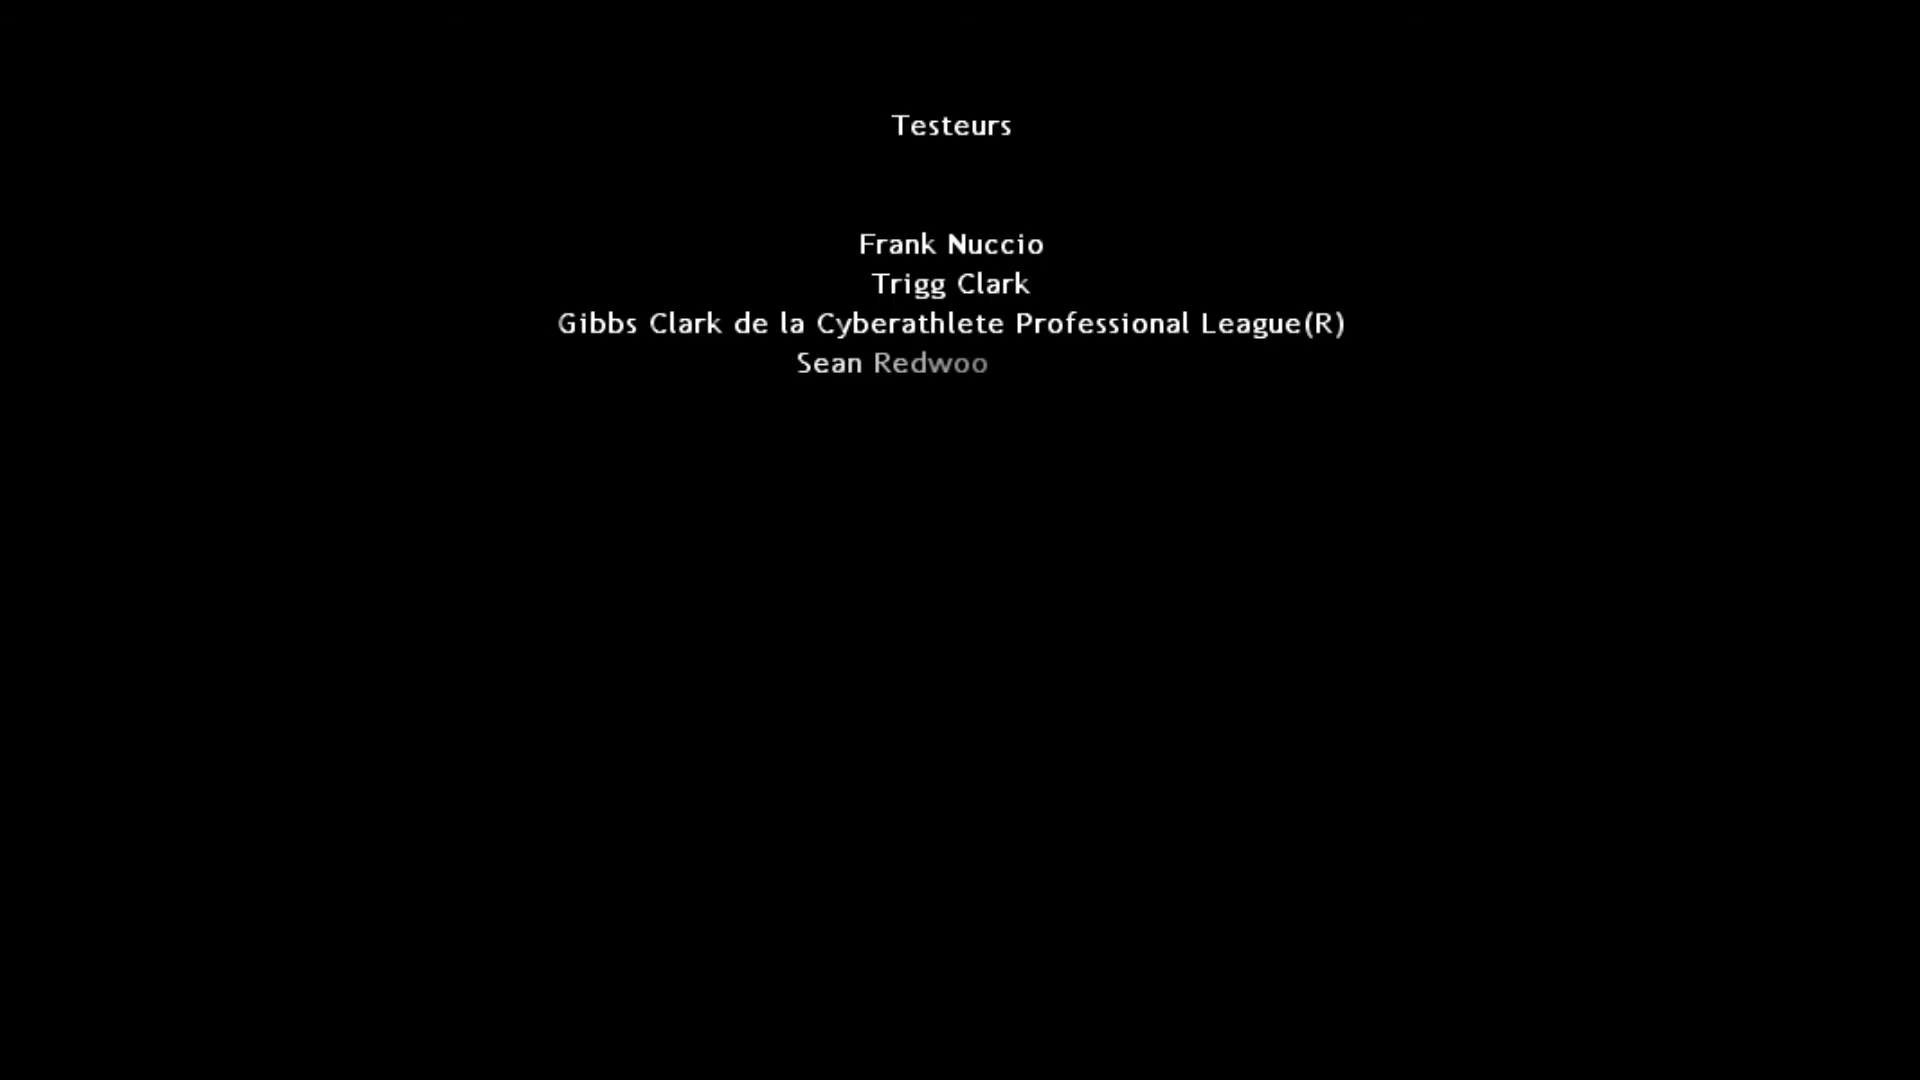 Testeurs
Frank Nuccio
Trigg Clark
Gibbs Clark de la Cyberathlete Professional League(R)
Sean Redwoo